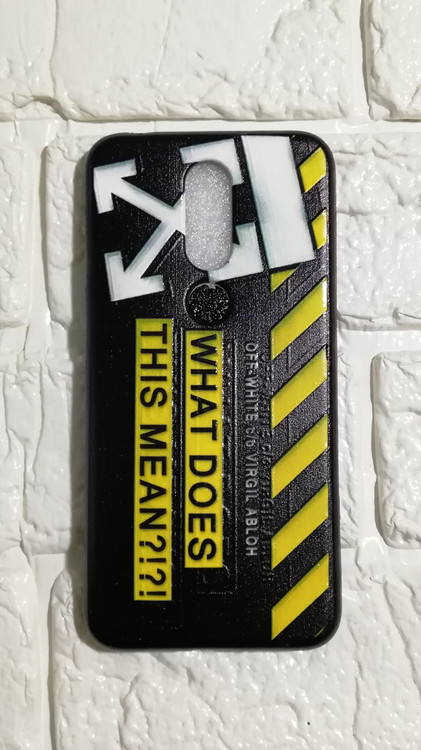 OFF-WHITE c/o VIRGIL ABLOH
WHAT DOES
THIS MEAN?!?!